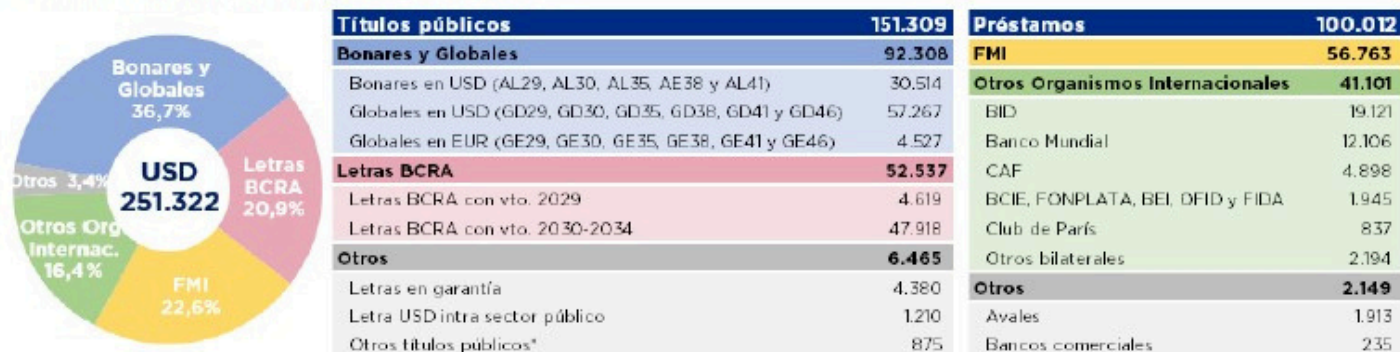 Bonares y
Globales
36,7%
Letras
BCRA
20,9%
FMI
22,6%
Otros Org
Internac.
16,4%
Otros 3,4%
USD
251.322
Títulos públicos 151.309
Bonares y Globales 92.308
Bonares en USD (AL29, AL30, AL35, AE38 y AL41) 30.514
Globales en USD (GD29, GD30, GD35, GD38, GD41 y GD46) 57.267
Globales en EUR (GE29, GE30, GE35, GE38, GE41 y GE46) 4.527
Letras BCRA 52.537
Letras BCRA con vto. 2029 4.619
Letras BCRA con vto. 2030-2034 47.918
Otros 6.465
Letras en garantía 4.380
Letra USD intra sector público 1.210
Otros títulos públicos* 875
Préstamos 100.012
FMI 56.763
Otros Organismos Internacionales 41.101
BID 19.121
Banco Mundial 12.106
CAF 4.898
BCIE, FONPLATA, BEI, OFID y FIDA 1.945
Club de París 837
Otros bilaterales 2.194
Otros 2.149
Avales 1.913
Bancos comerciales 235